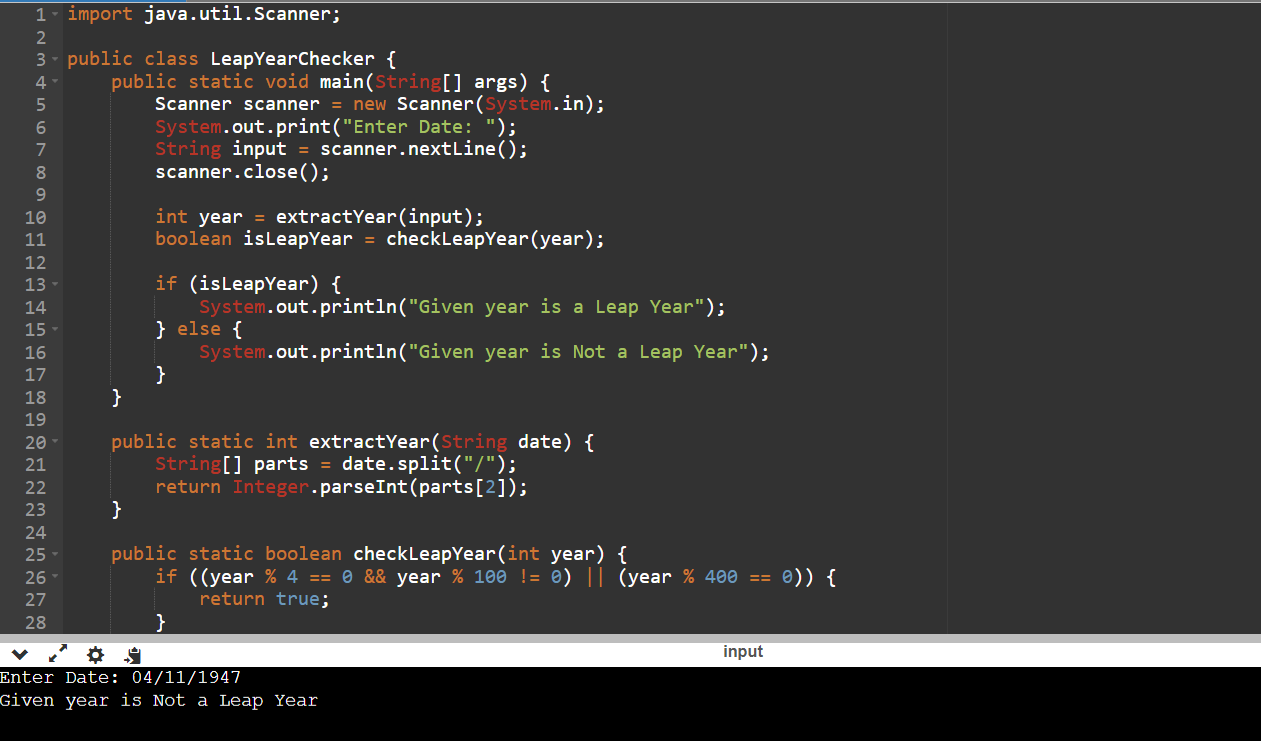 1 import java.util.Scanner;
2
3 public class LeapYearChecker {
4     public static void main(String[] args) {
5         Scanner scanner = new Scanner(System.in);
6         System.out.print("Enter Date: ");
7         String input = scanner.nextLine();
8         scanner.close();
9
10         int year = extractYear(input);
11         boolean isLeapYear = checkLeapYear(year);
12
13         if (isLeapYear) {
14             System.out.println("Given year is a Leap Year");
15         } else {
16             System.out.println("Given year is Not a Leap Year");
17         }
18     }
19
20     public static int extractYear(String date) {
21         String[] parts = date.split("/");
22         return Integer.parseInt(parts[2]);
23     }
24
25     public static boolean checkLeapYear(int year) {
26         if ((year % 4 == 0 && year % 100 != 0) || (year % 400 == 0)) {
27             return true;
28         }
input
Enter Date: 04/11/1947
Given year is Not a Leap Year